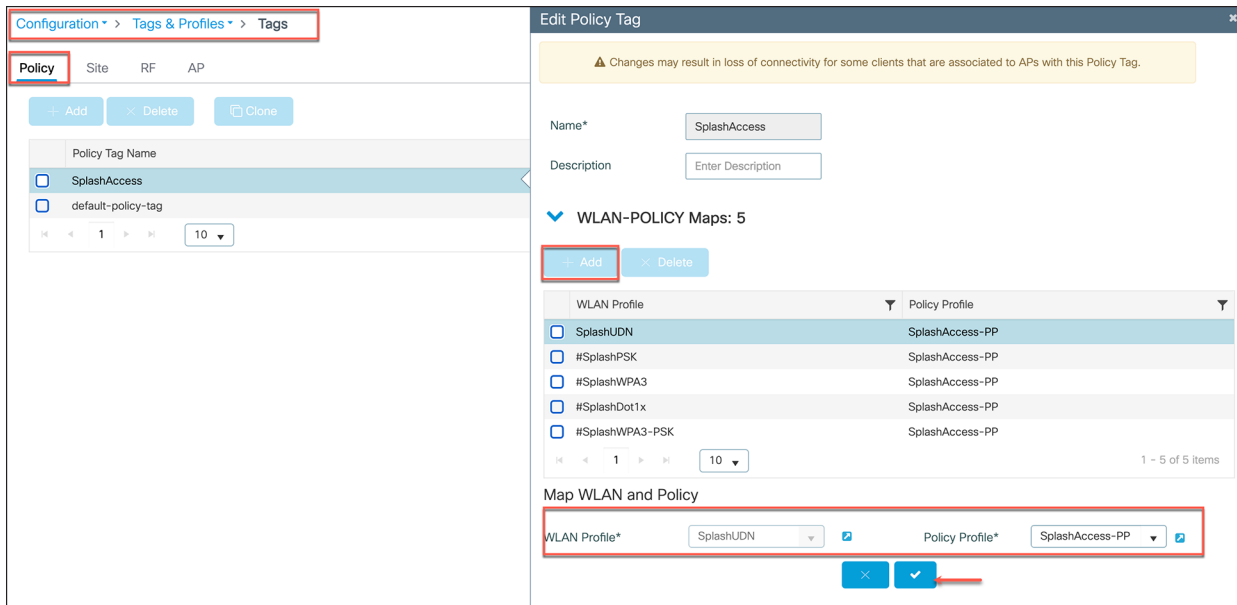 Configuration > Tags & Profiles > Tags
Policy Site RF AP
+ Add × Delete Clone
Policy Tag Name
SplashAccess
default-policy-tag
1 10
Edit Policy Tag
Changes may result in loss of connectivity for some clients that are associated to APs with this Policy Tag.
Name* SplashAccess
Description Enter Description
WLAN-POLICY Maps: 5
+ Add × Delete
WLAN Profile Policy Profile
SplashUDN SplashAccess-PP
#SplashPSK SplashAccess-PP
#SplashWPA3 SplashAccess-PP
#SplashDot1x SplashAccess-PP
#SplashWPA3-PSK SplashAccess-PP
1 10 1 - 5 of 5 items
Map WLAN and Policy
WLAN Profile* SplashUDN Policy Profile* SplashAccess-PP